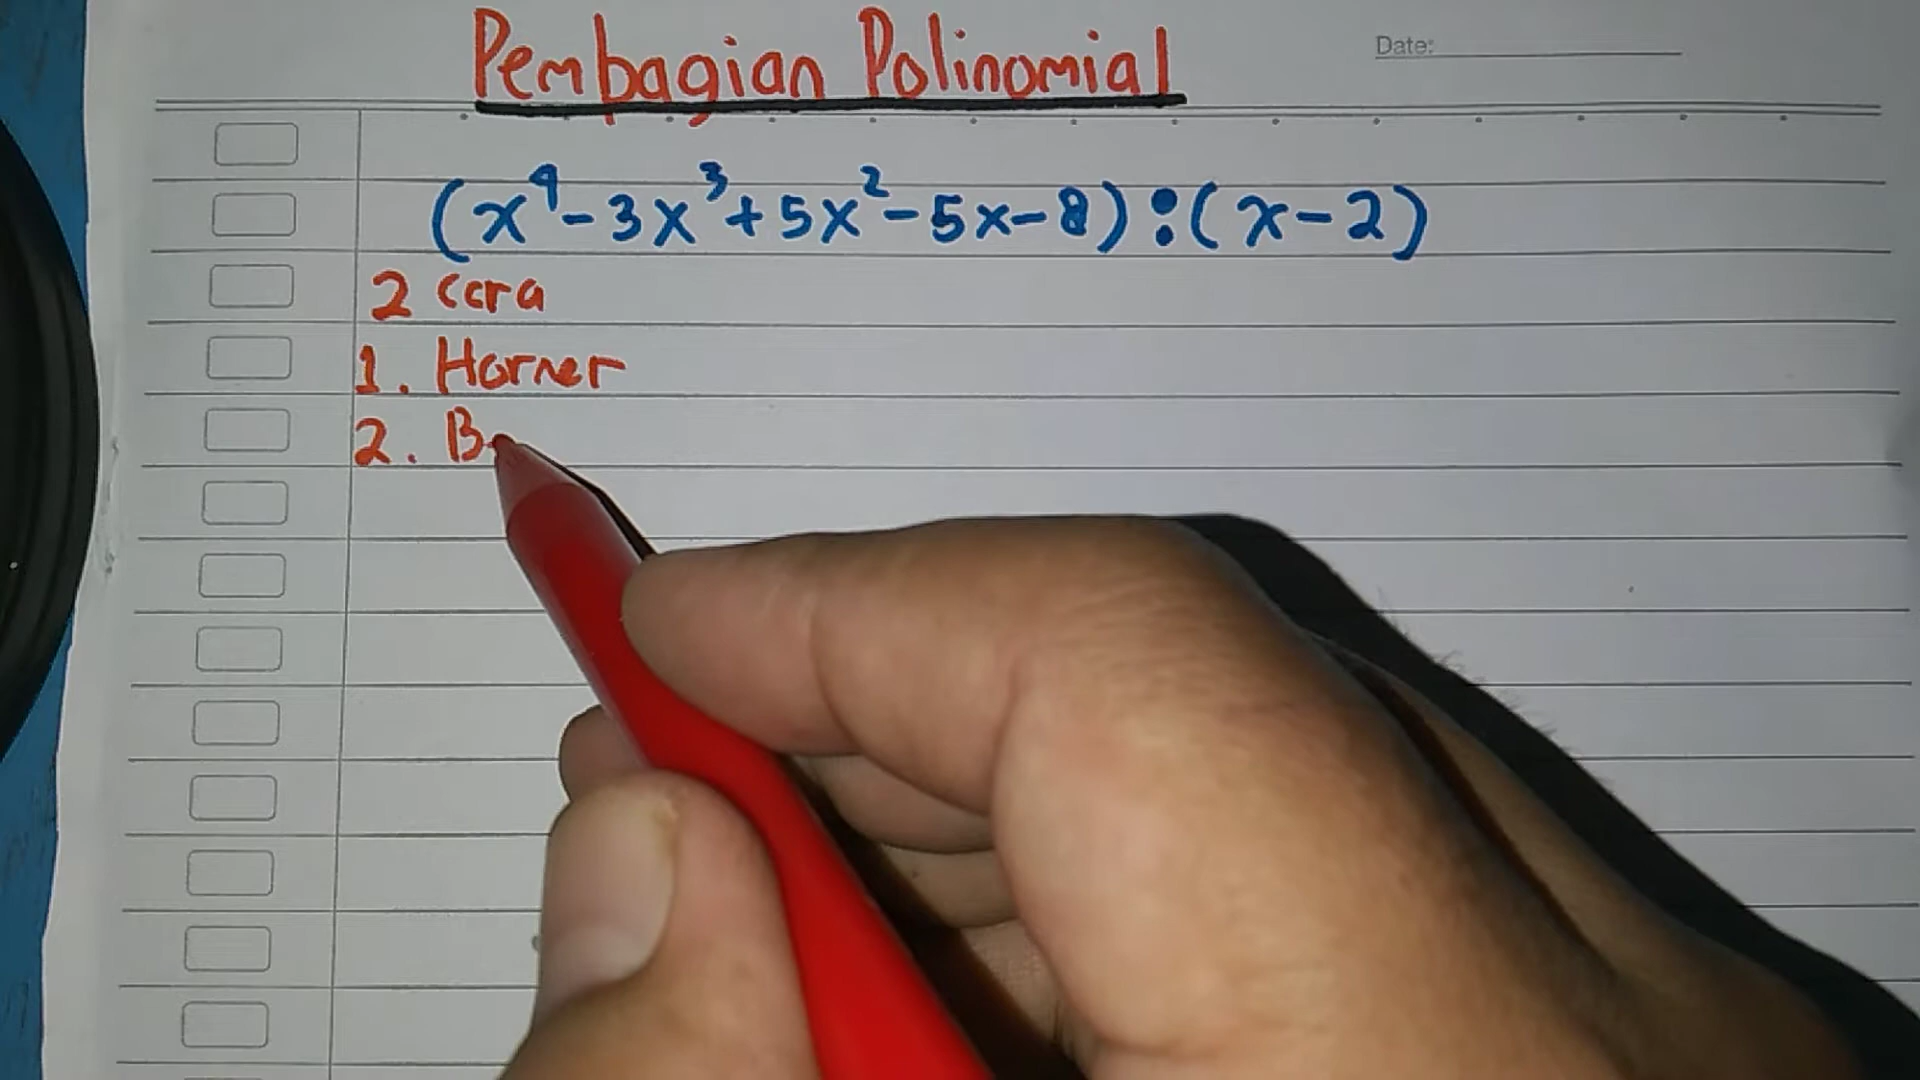 Pembagian Polinomial
Date:
(x⁴-3x³+5x²-5x-8):(x-2)
2 cara
1. Horner
2. B